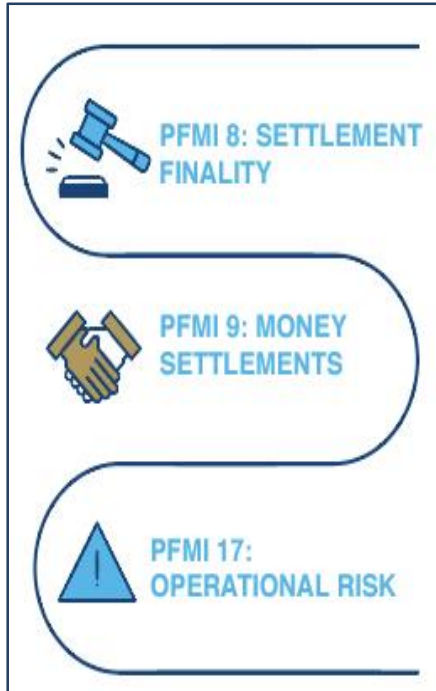 PFMI 8: SETTLEMENT
FINALITY
PFMI 9: MONEY
SETTLEMENTS
PFMI 17:
OPERATIONAL RISK